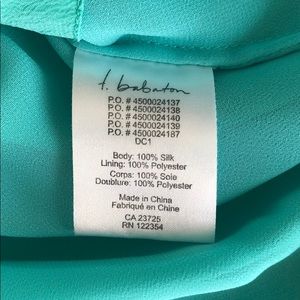 t. babaton
P.O. # 4500024137
P.O. # 4500024138
P.O. # 4500024140
P.O. # 4500024139
P.O. # 4500024187
DC1
Body: 100% Silk
Lining: 100% Polyester
Corps: 100% Soie
Doublure: 100% Polyester
Made in China
Fabriqué en Chine
CA 23725
RN 122354